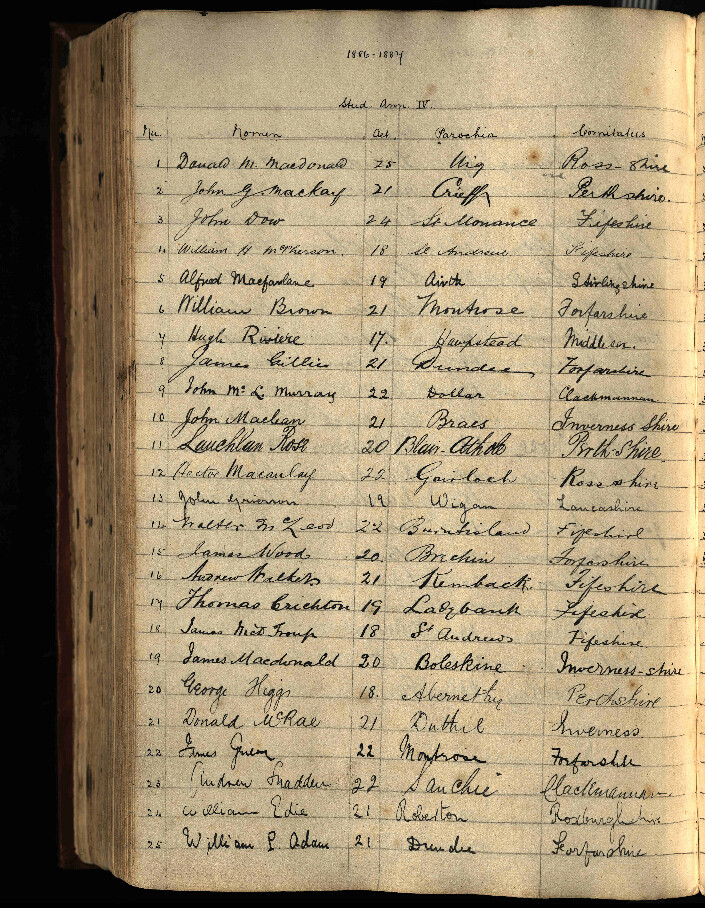 1886-1887
Stud. Ann. IV.
No. Nomen Aet. Parochia Comitatus
1 Donald M. Macdonald 25 Uig Ross-shire
2 John G Mackay 21 Crieff Perthshire.
3 John Dow 24 St Monance Fifeshire
4 William H McPherson. 18 St Andrews Fifeshire
5 Alfred Macfarlane 19 Airth Stirlingshire
6 William Brown 21 Montrose Forfarshire
7 Hugh Riviere 17. Hampstead Middlesex.
8 James Gillies 21 Dundee Forfarshire
9 John Mc L. Murray 22 Dollar Clackmannan
10 John Maclean 21 Braes Inverness Shire
11 Lauchlan Rose 20 Blair-Athole Perth-Shire.
12 Hector Macaulay 22 Gairloch Ross shire
13 John Grierson 19 Wigan Lancashire
14 Walter McLeod 22 Burntisland Fifeshire
15 James Wood 20. Brechin Forfarshire
16 Andrew Walker 21 Kemback Fifeshire
17 Thomas Crichton 19 Ladybank Fifeshire
18 James Troup 18 St Andrews Fifeshire.
19 James Macdonald 20 Boleskine Inverness-shire
20 George Higgs 18. Abernethy Perthshire
21 Donald McRae 21 Duthil Inverness.
22 James 22 Montrose Forfarshire
23 Andrew Snadden 22 Sauchie Clackmannan
24 William Edie 21 Roberton Roxburghshire
25 William P. Adam 21 Dundee Forfarshire